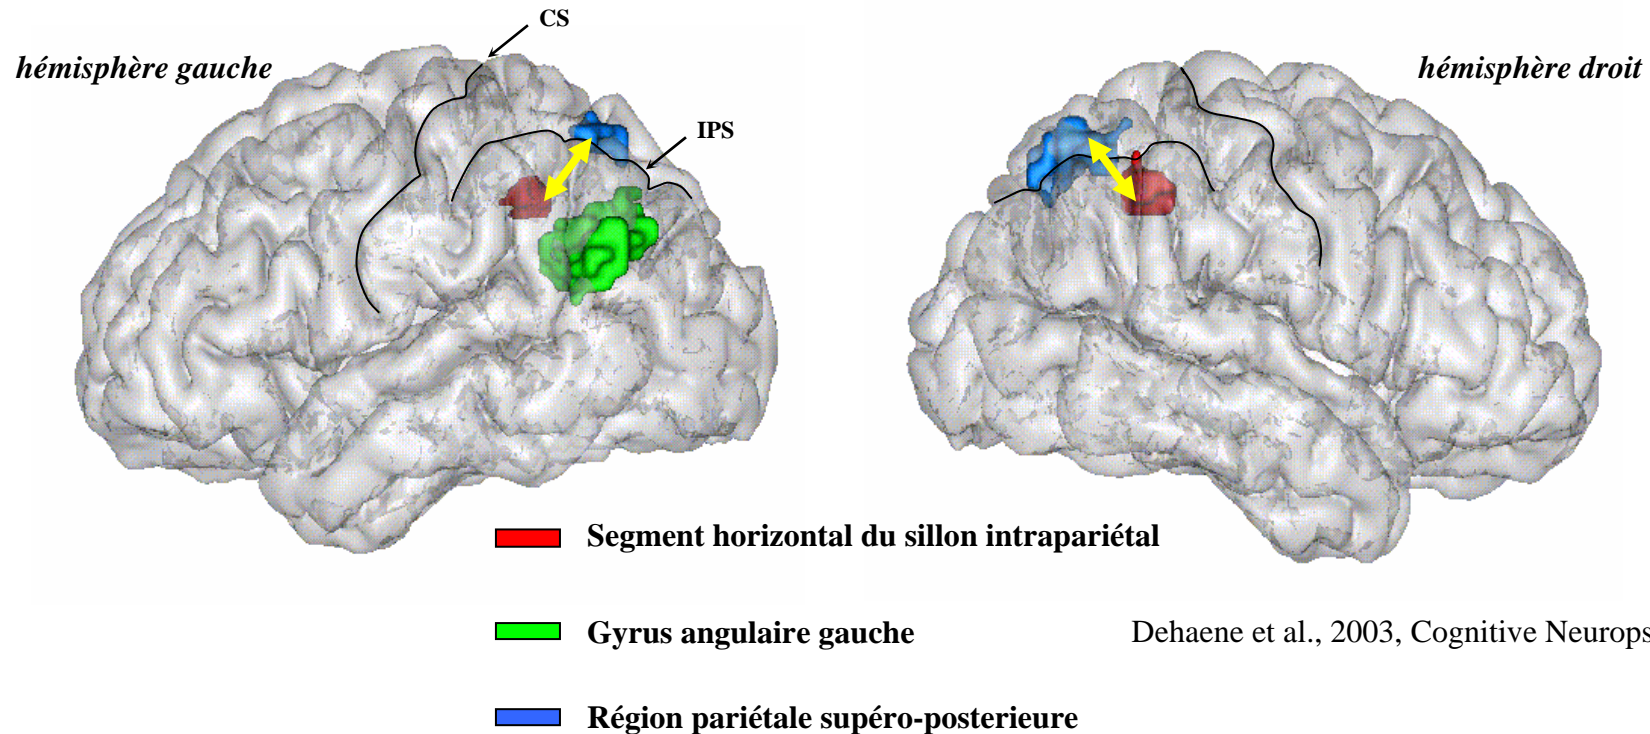 CS
hémisphère gauche
hémisphère droit
IPS
Segment horizontal du sillon intrapariétal
Gyrus angulaire gauche
Dehaene et al., 2003, Cognitive Neurops
Région pariétale supéro-posterieure